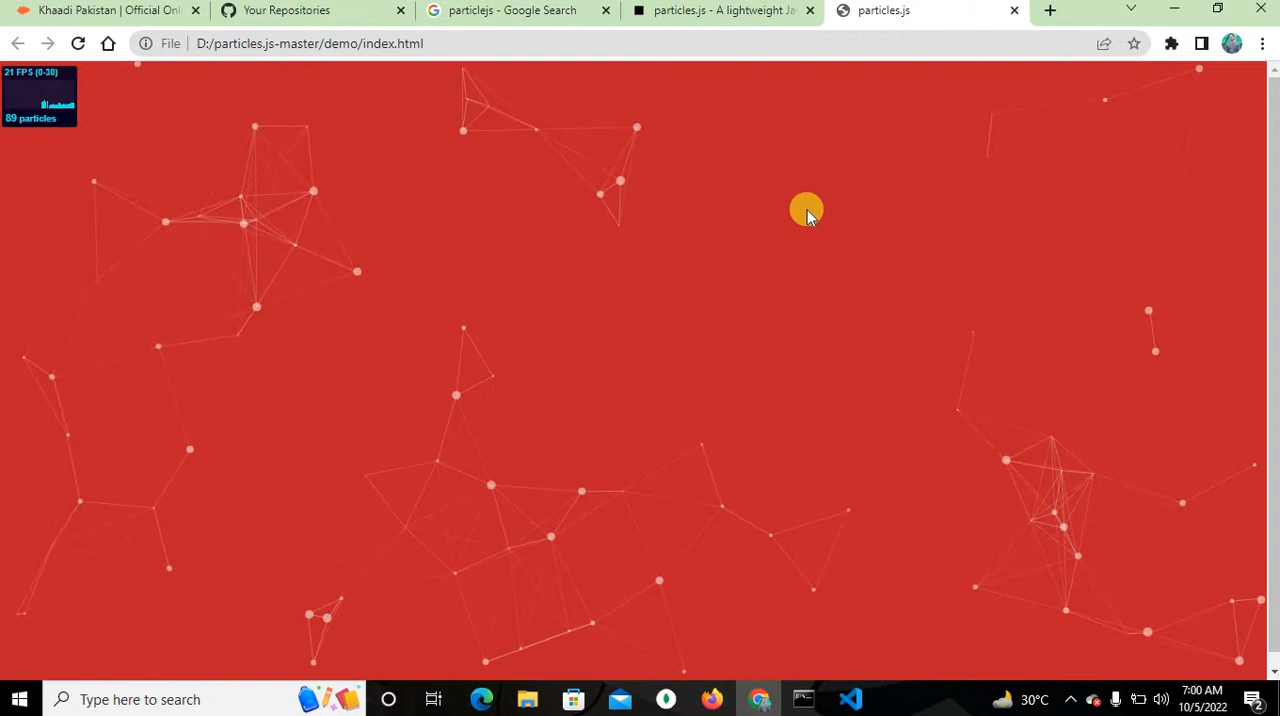 Khaadi Pakistan | Official Onli
Your Repositories
particlejs - Google Search
particles.js - A lightweight Ja
particles.js
File
D:/particles.js-master/demo/index.html
21 FPS (0-30)
89 particles
Type here to search
30°C
7:00 AM
10/5/2022
2